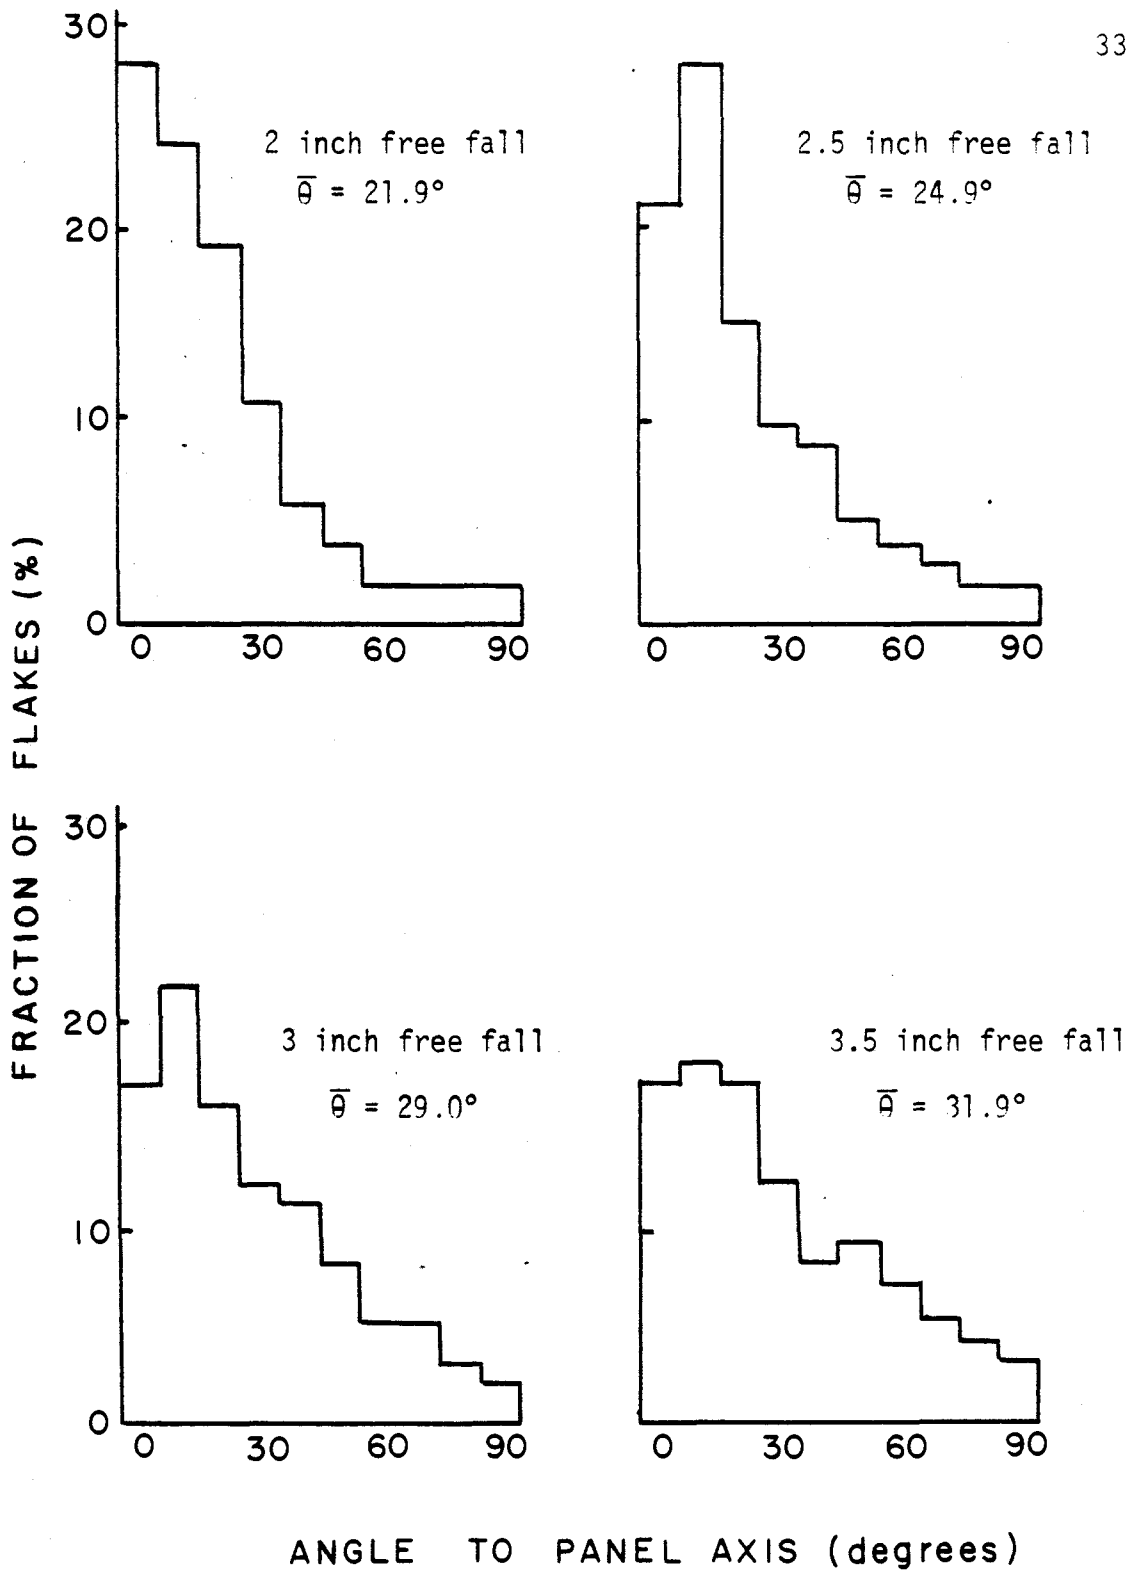 33
30
20
10
0
2 inch free fall
θ̅ = 21.9°
0 30 60 90
2.5 inch free fall
θ̅ = 24.9°
0 30 60 90
FRACTION OF FLAKES (%)
30
20
10
0
3 inch free fall
θ̅ = 29.0°
0 30 60 90
3.5 inch free fall
θ̅ = 31.9°
0 30 60 90
ANGLE TO PANEL AXIS (degrees)